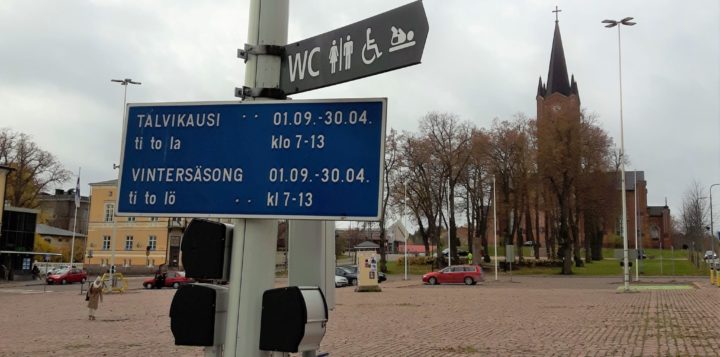 WC
TALVIKAUSI .. 01.09.-30.04.
ti to la klo 7-13
VINTERSÄSONG 01.09.-30.04.
ti to lö .. kl 7-13